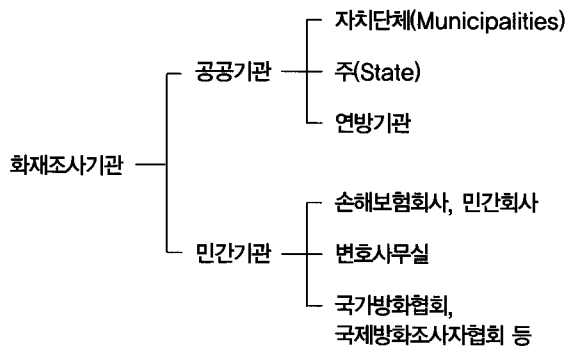 자치단체(Municipalities)
공공기관
주(State)
연방기관
화재조사기관
손해보험회사, 민간회사
민간기관
변호사무실
국가방화협회,
국제방화조사자협회 등